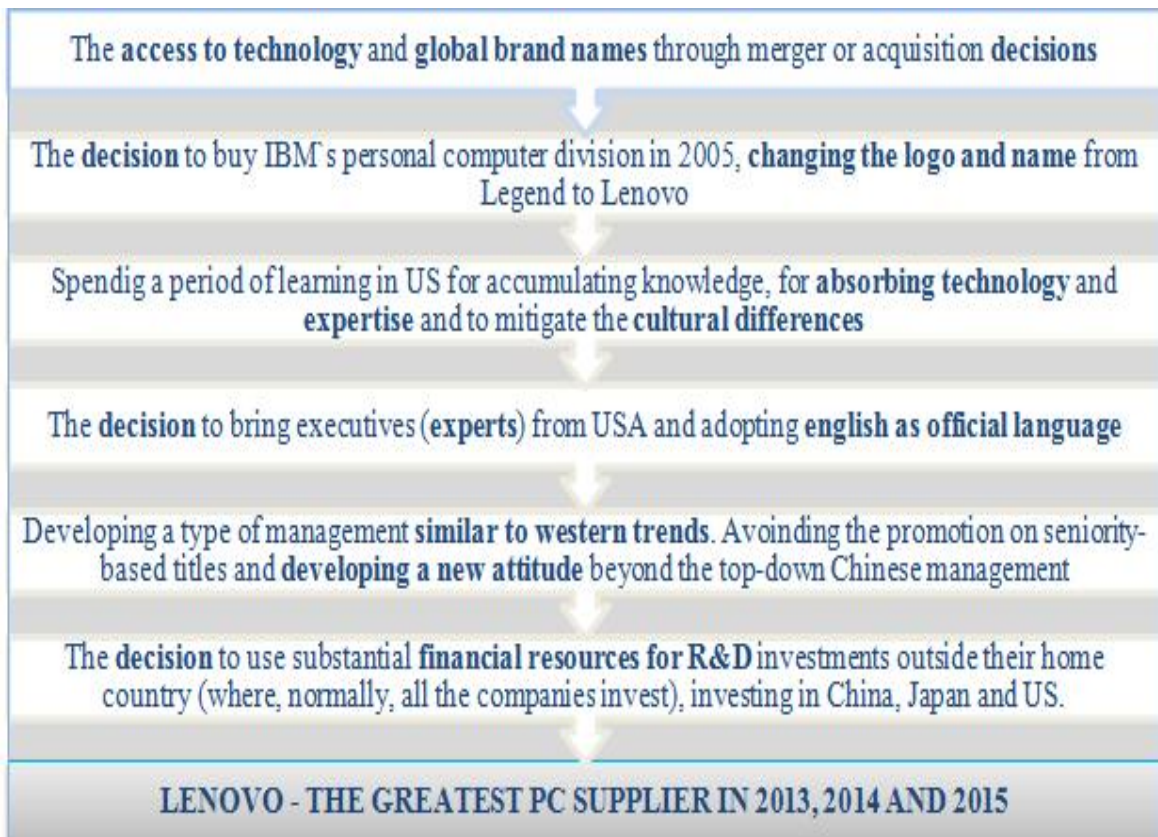 The access to technology and global brand names through merger or acquisition decisions
The decision to buy IBM`s personal computer division in 2005, changing the logo and name from
Legend to Lenovo
Spendig a period of learning in US for accumulating knowledge, for absorbing technology and
expertise and to mitigate the cultural differences
The decision to bring executives (experts) from USA and adopting english as official language
Developing a type of management similar to western trends. Avoinding the promotion on seniority-
based titles and developing a new attitude beyond the top-down Chinese management
The decision to use substantial financial resources for R&D investments outside their home
country (where, normally, all the companies invest), investing in China, Japan and US.
LENOVO - THE GREATEST PC SUPPLIER IN 2013, 2014 AND 2015